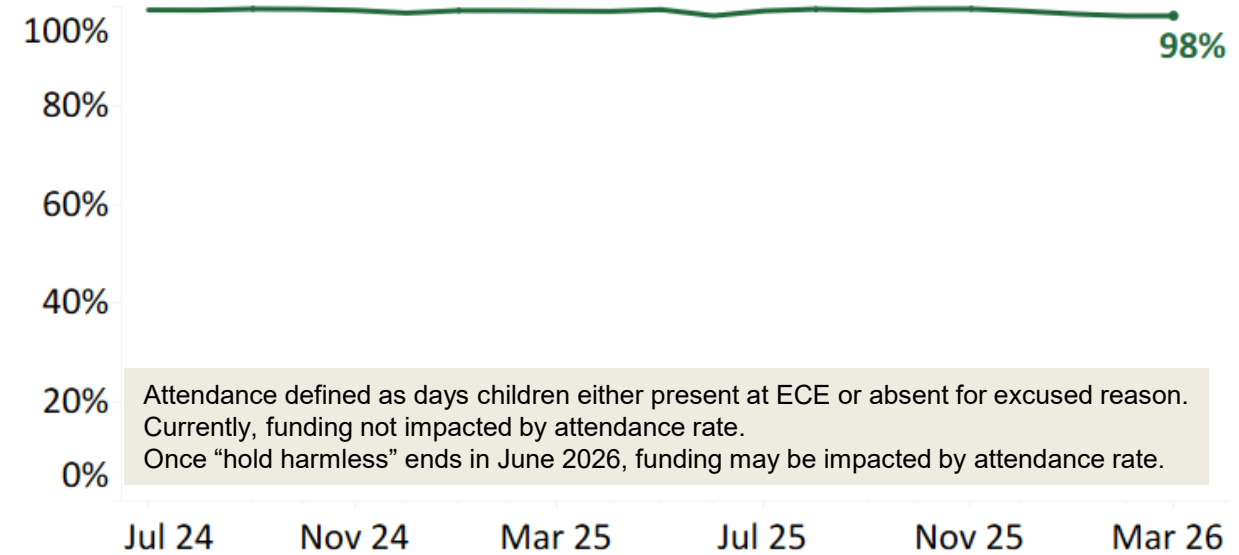 100%
98%
80%
60%
40%
20%
Attendance defined as days children either present at ECE or absent for excused reason.
Currently, funding not impacted by attendance rate.
Once “hold harmless” ends in June 2026, funding may be impacted by attendance rate.
0%
Jul 24 Nov 24 Mar 25 Jul 25 Nov 25 Mar 26